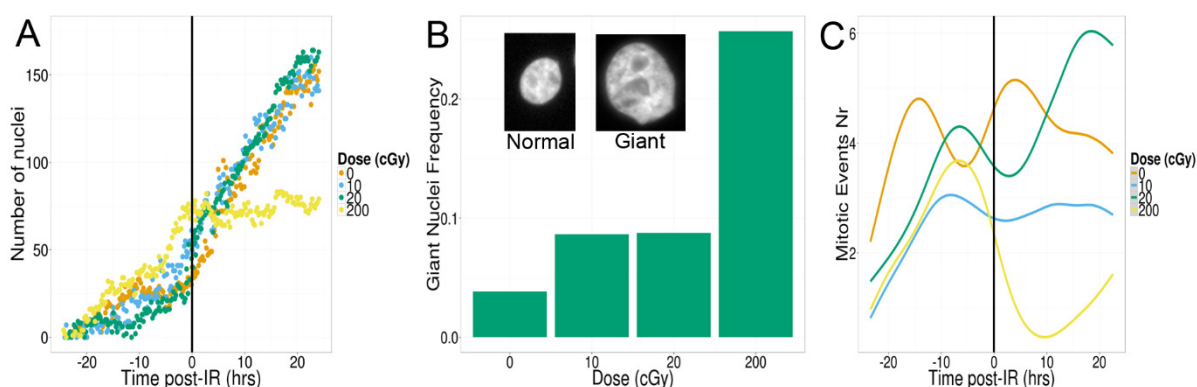 A
Number of nuclei
150
100
50
0
-20
-10
0
10
20
Time post-IR (hrs)
Dose (cGy)
0
10
20
200
B
Giant Nuclei Frequency
0.2
0.1
0.0
Normal
Giant
0
10
20
200
Dose (cGy)
C
Mitotic Events Nr
6
4
2
-20
-10
0
10
20
Time post-IR (hrs)
Dose (cGy)
0
10
20
200